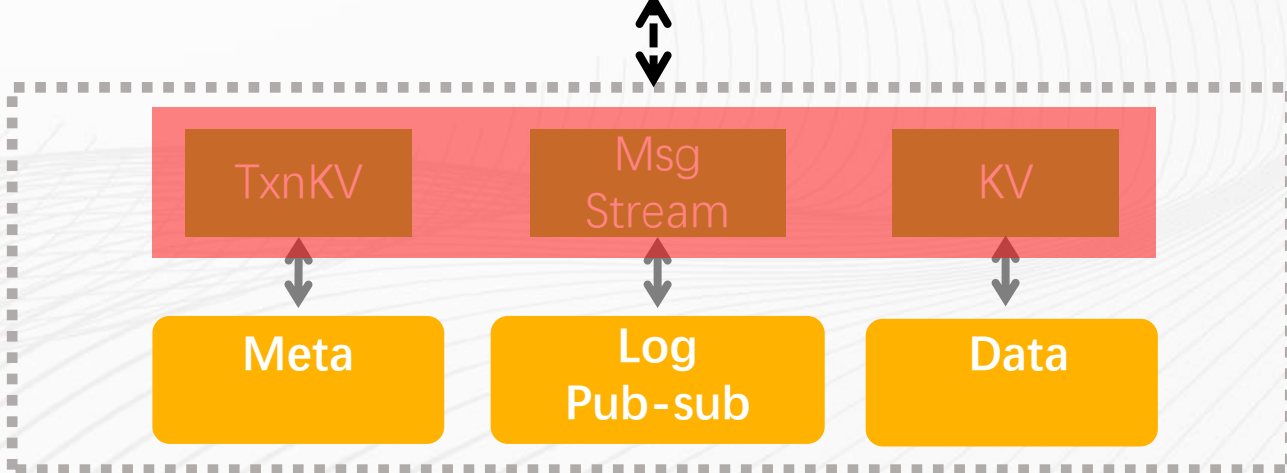 TxnKV
Msg
Stream
KV
Meta
Log
Pub-sub
Data